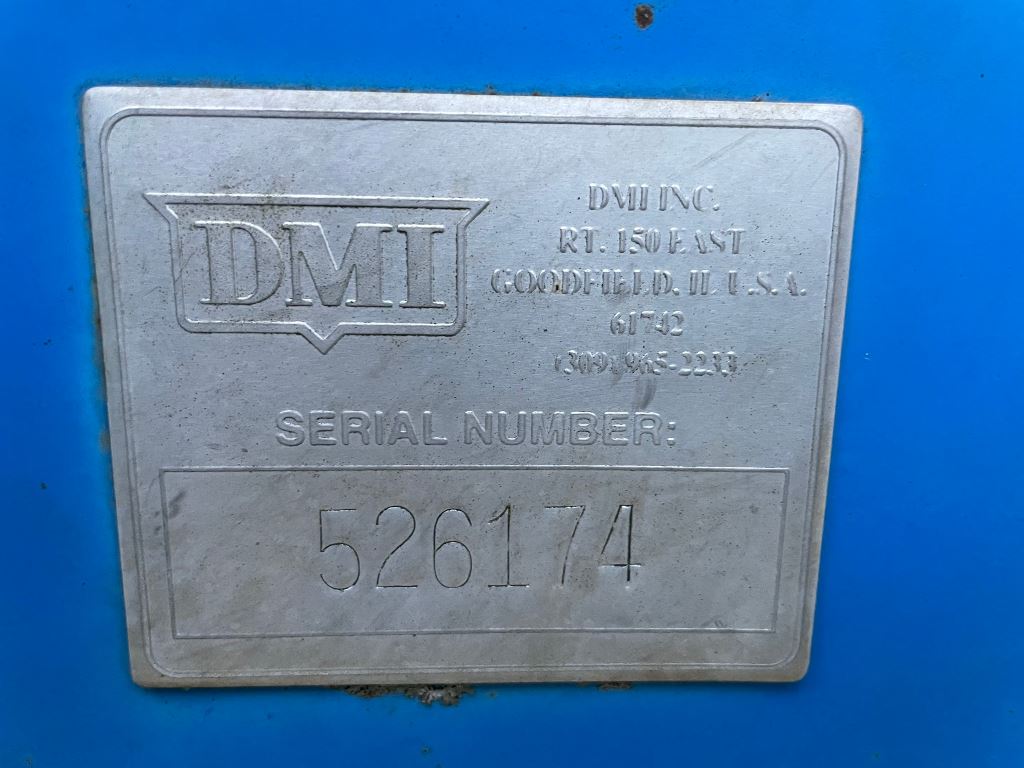 DMI
DMI INC.
RT. 150 EAST
GOODFIELD, IL U.S.A.
61742
(309) 965-2233
SERIAL NUMBER:
526174